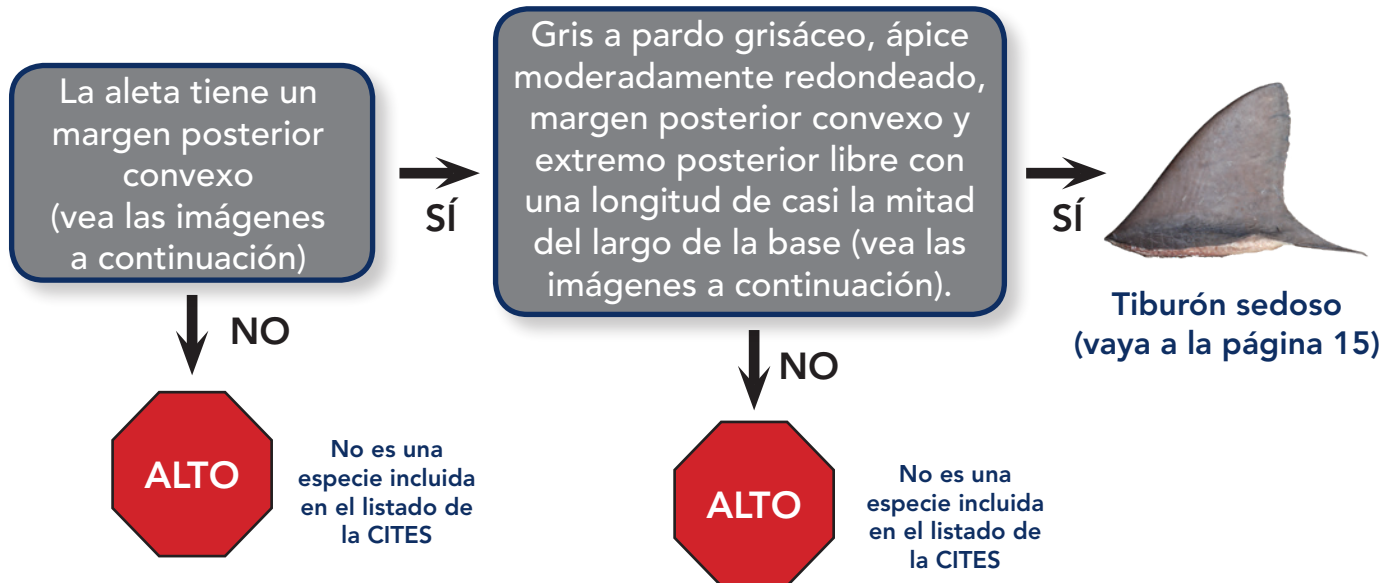 La aleta tiene un
margen posterior
convexo
(vea las imágenes
a continuación)
SÍ
Gris a pardo grisáceo, ápice
moderadamente redondeado,
margen posterior convexo y
extremo posterior libre con
una longitud de casi la mitad
del largo de la base (vea las
imágenes a continuación).
SÍ
Tiburón sedoso
(vaya a la página 15)
NO
ALTO
No es una
especie incluida
en el listado de
la CITES
NO
ALTO
No es una
especie incluida
en el listado de
la CITES